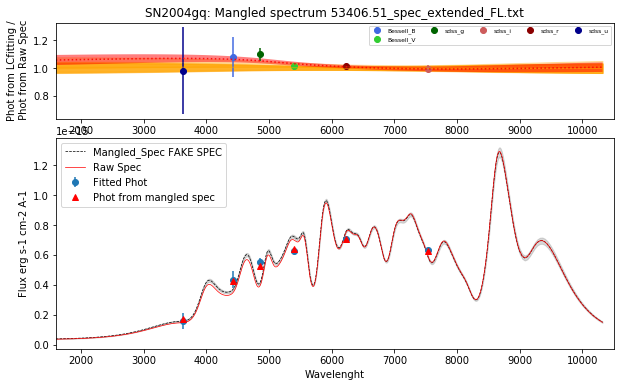 SN2004gq: Mangled spectrum 53406.51_spec_extended_FL.txt
Phot from LCfitting /
Phot from Raw Spec
1.2
1.0
0.8
Bessell_B
Bessell_V
sdss_g
sdss_i
sdss_r
sdss_u
2000 3000 4000 5000 6000 7000 8000 9000 10000
Flux erg s-1 cm-2 A-1
1.2
1.0
0.8
0.6
0.4
0.2
0.0
Mangled_Spec FAKE SPEC
Raw Spec
Fitted Phot
Phot from mangled spec
2000 3000 4000 5000 6000 7000 8000 9000 10000
Wavelenght